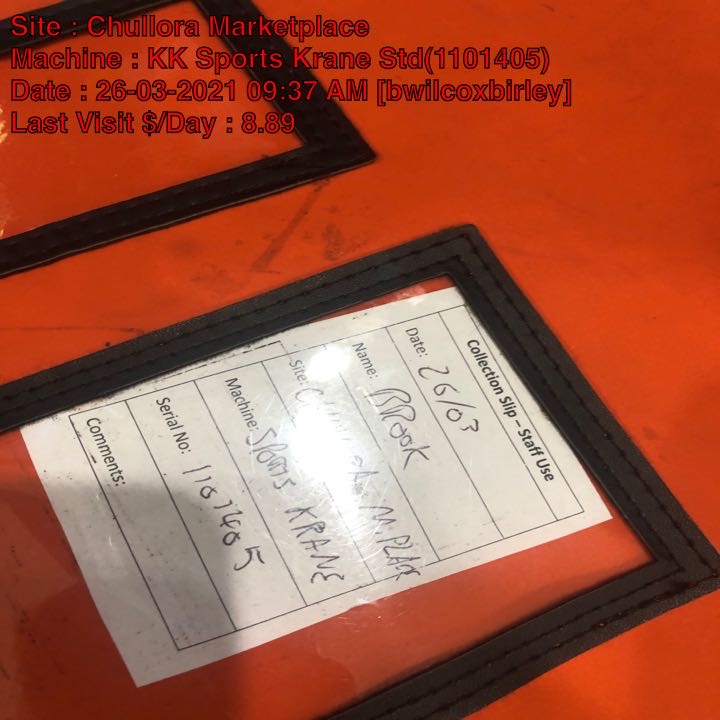 Site : Chullora Marketplace
Machine : KK Sports Krane Std(1101405)
Date : 26-03-2021 09:37 AM [bwilcoxbirley]
Last Visit $/Day : 8.89
Collection Slip – Staff Use
Date: 26/03
Name: BROOK
Site: M.PLACE
Machine: SPORTS KRANE
Serial No: 1101405
Comments: